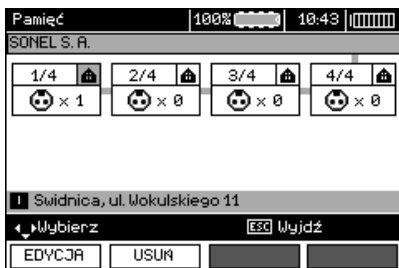 Pamięć 100% 10:43
SONEL S. A.
1/4 2/4 3/4 4/4
x 1 x 0 x 0 x 0
I Swidnica, ul. Wokulskiego 11
Wybierz ESC Wyjdź
EDYCJA USUŃ